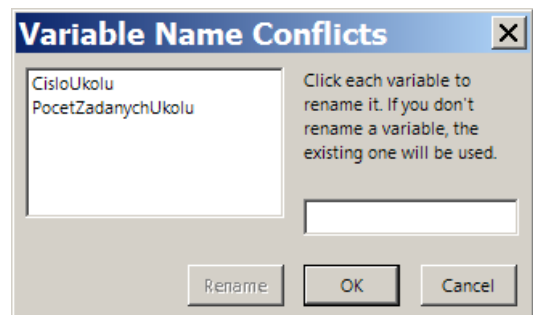 Variable Name Conflicts
CisloUkolu
PocetZadanychUkolu
Click each variable to
rename it. If you don't
rename a variable, the
existing one will be used.
Rename
OK
Cancel